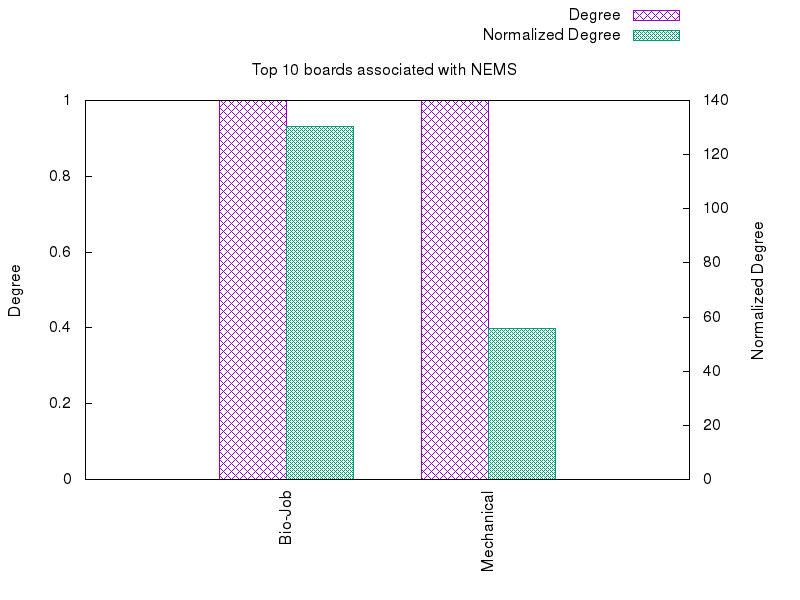 Degree
Normalized Degree
Top 10 boards associated with NEMS
1
0.8
0.6
0.4
0.2
0
140
120
100
80
60
40
20
0
Degree
Normalized Degree
Bio-Job
Mechanical